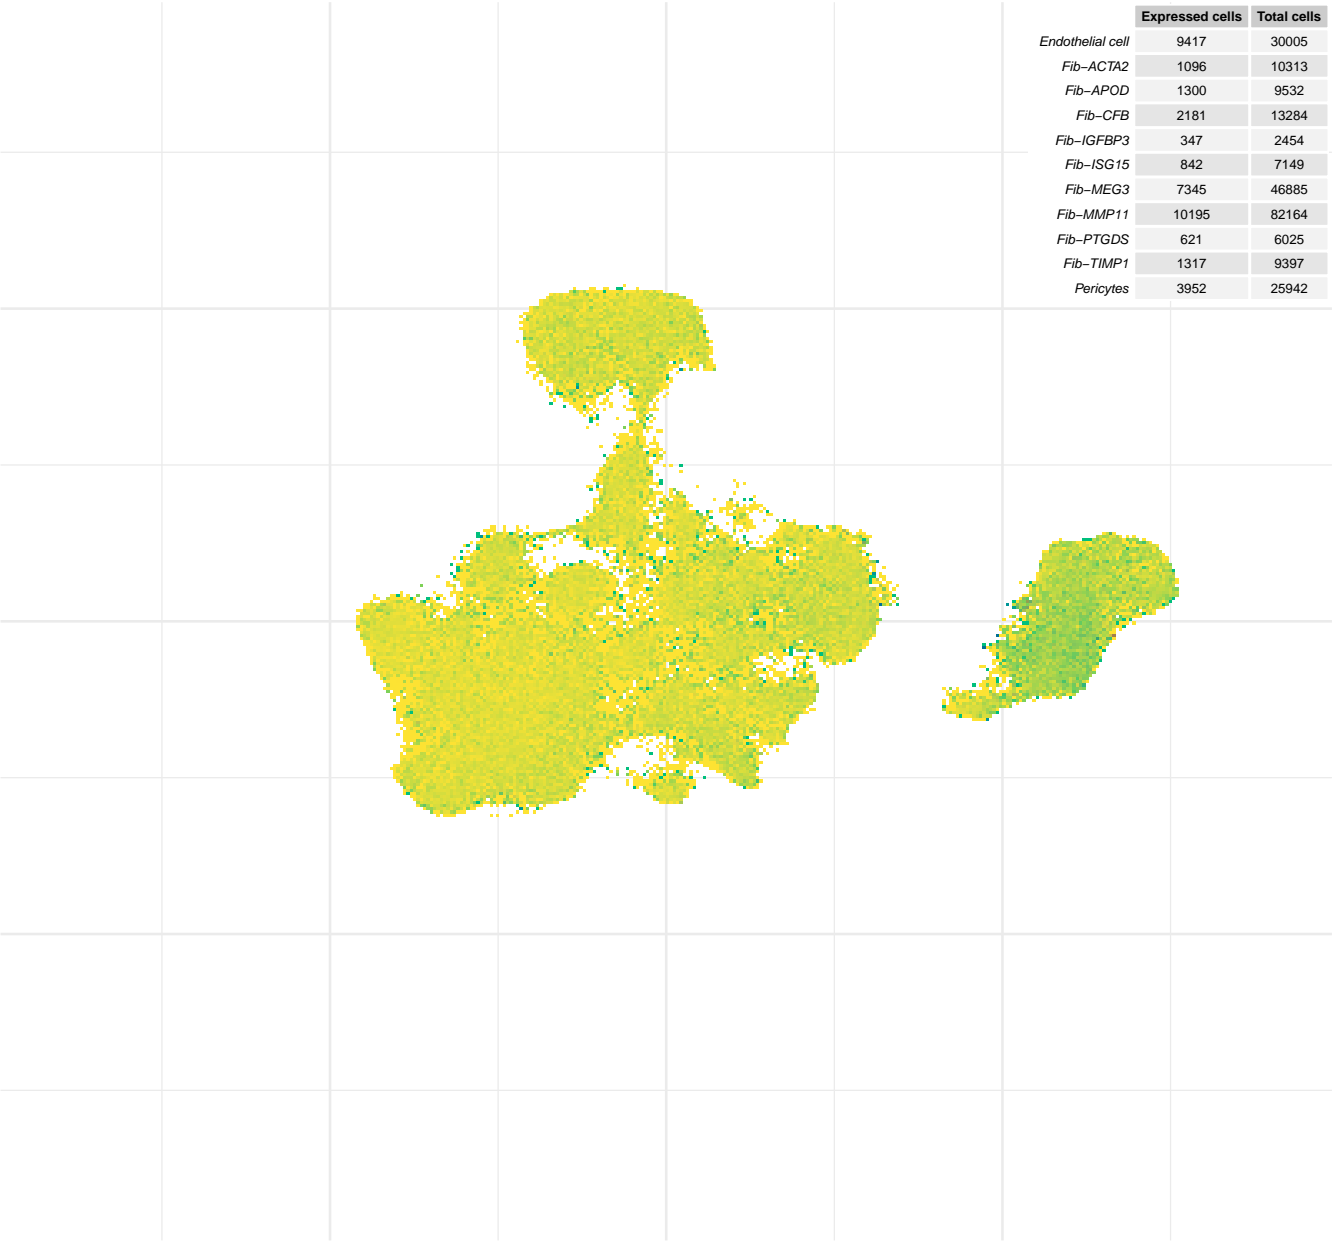 Expressed cells Total cells
Endothelial cell 9417 30005
Fib−ACTA2 1096 10313
Fib−APOD 1300 9532
Fib−CFB 2181 13284
Fib−IGFBP3 347 2454
Fib−ISG15 842 7149
Fib−MEG3 7345 46885
Fib−MMP11 10195 82164
Fib−PTGDS 621 6025
Fib−TIMP1 1317 9397
Pericytes 3952 25942